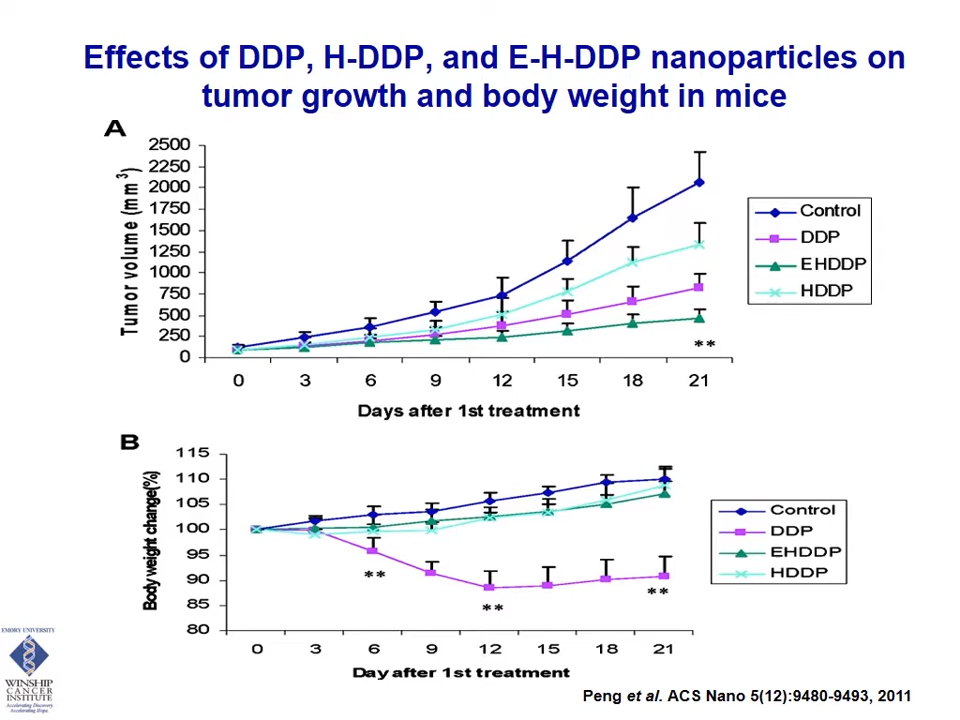 Effects of DDP, H-DDP, and E-H-DDP nanoparticles on
tumor growth and body weight in mice
A
Tumor volume (mm³)
2500
2250
2000
1750
1500
1250
1000
750
500
250
0
0 3 6 9 12 15 18 21
Days after 1st treatment
**
Control
DDP
EHDDP
HDDP
B
Body weight change(%)
115
110
105
100
95
90
85
80
0 3 6 9 12 15 18 21
Day after 1st treatment
**
**
**
Control
DDP
EHDDP
HDDP
EMORY UNIVERSITY
WINSHIP
CANCER
INSTITUTE
Accelerating Discovery
Accelerating Hope
Peng et al. ACS Nano 5(12):9480-9493, 2011